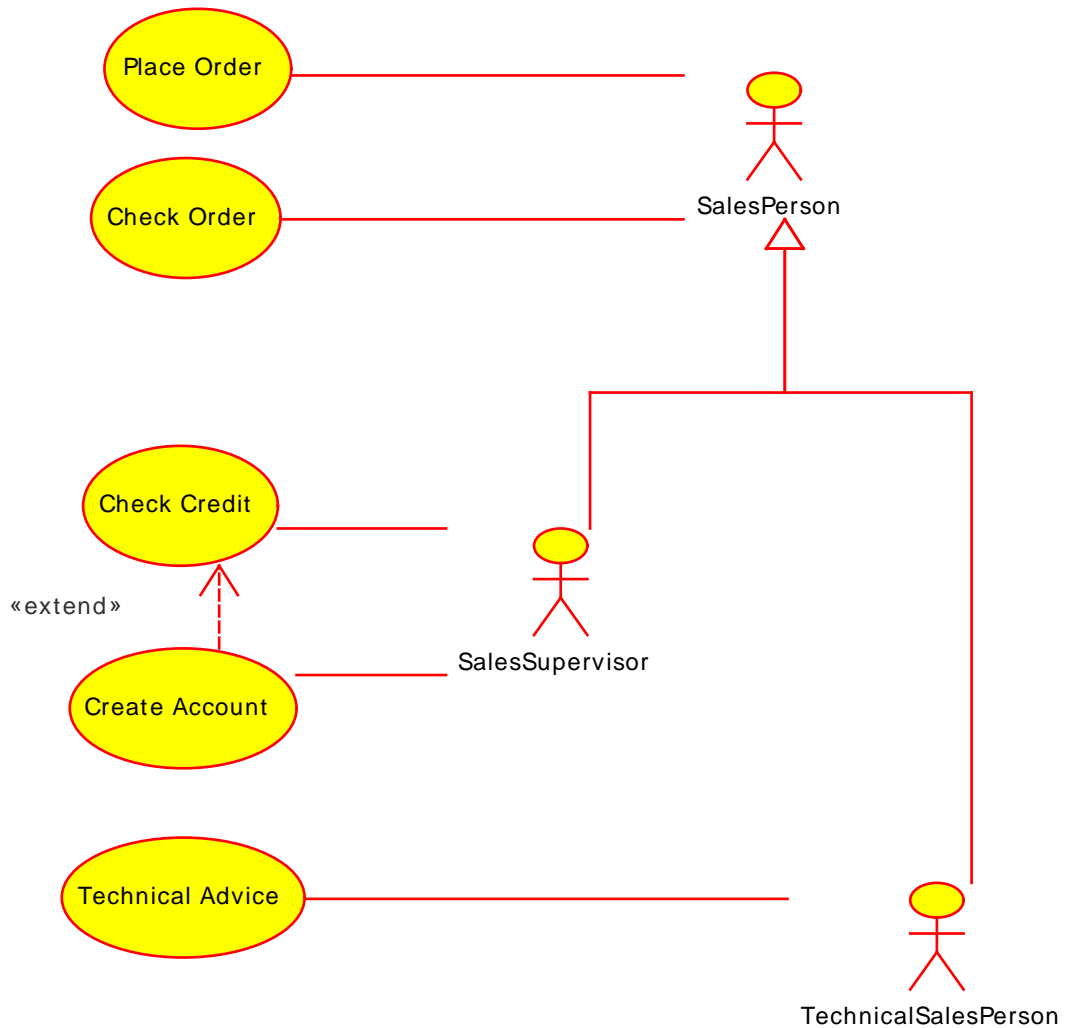 Place Order
SalesPerson
Check Order
Check Credit
«extend»
SalesSupervisor
Create Account
Technical Advice
TechnicalSalesPerson